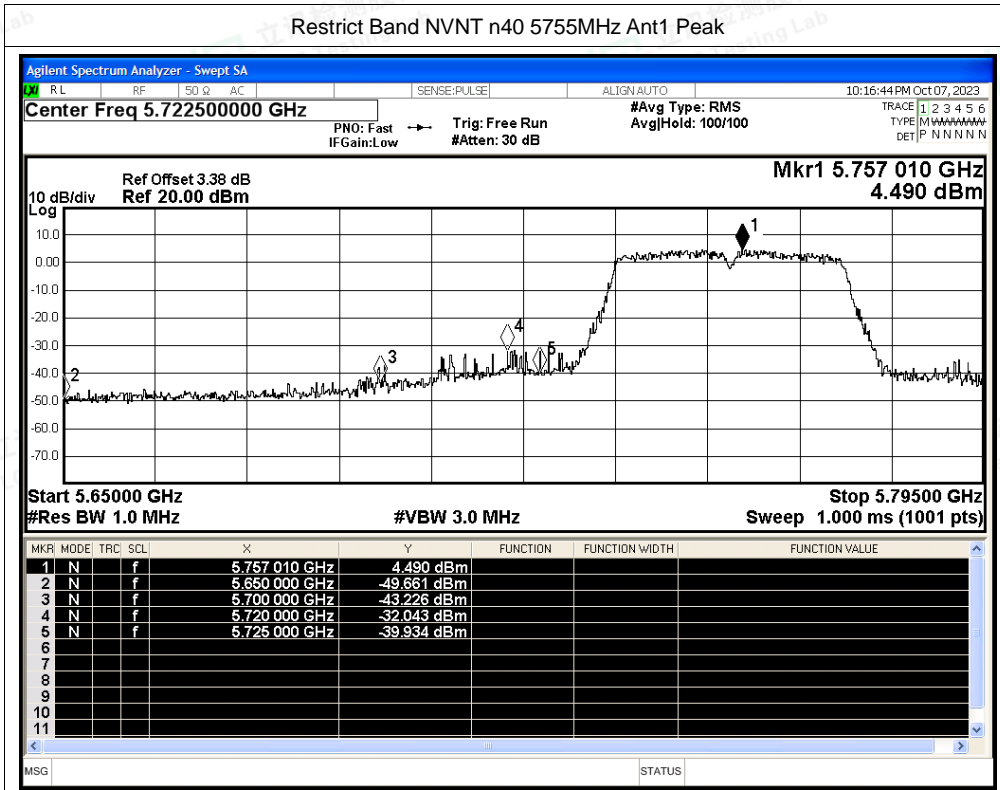 Restrict Band NVNT n40 5755MHz Ant1 Peak
Agilent Spectrum Analyzer - Swept SA
LXI RL RF 50 Ω AC SENSE:PULSE ALIGN AUTO 10:16:44 PM Oct 07, 2023
Center Freq 5.722500000 GHz #Avg Type: RMS TRACE 1 2 3 4 5 6
PNO: Fast Trig: Free Run Avg|Hold: 100/100 TYPE M WWWWW
IFGain:Low #Atten: 30 dB DET P N N N N N
Mkr1 5.757 010 GHz
Ref Offset 3.38 dB
10 dB/div Ref 20.00 dBm 4.490 dBm
Log
10.0
0.00
-10.0
-20.0
-30.0
-40.0
-50.0
-60.0
-70.0
1
2
3
4
5
Start 5.65000 GHz Stop 5.79500 GHz
#Res BW 1.0 MHz #VBW 3.0 MHz Sweep 1.000 ms (1001 pts)
MKR MODE TRC SCL X Y FUNCTION FUNCTION WIDTH FUNCTION VALUE
1 N f 5.757 010 GHz 4.490 dBm
2 N f 5.650 000 GHz -49.661 dBm
3 N f 5.700 000 GHz -43.226 dBm
4 N f 5.720 000 GHz -32.043 dBm
5 N f 5.725 000 GHz -39.934 dBm
6
7
8
9
10
11
MSG STATUS